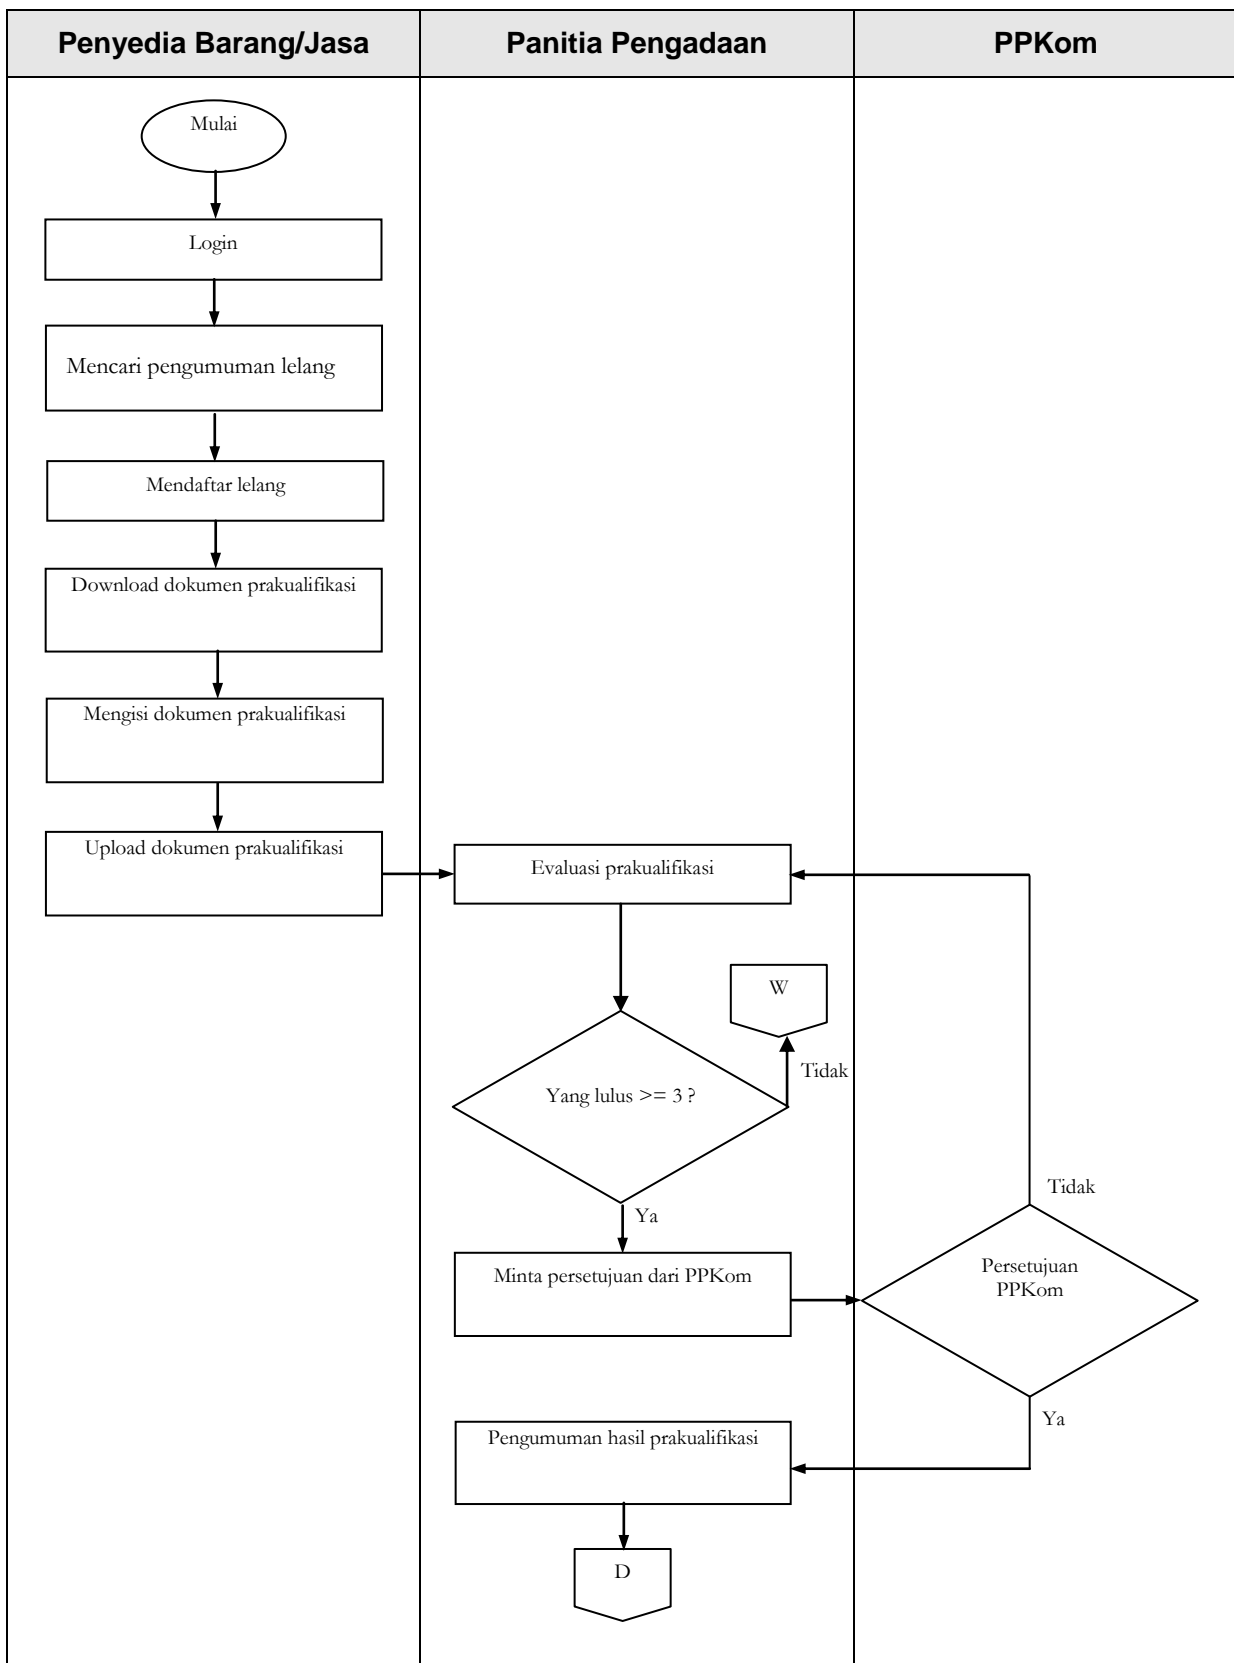 Penyedia Barang/Jasa
Panitia Pengadaan
PPKom
Mulai
Login
Mencari pengumuman lelang
Mendaftar lelang
Download dokumen prakualifikasi
Mengisi dokumen prakualifikasi
Upload dokumen prakualifikasi
Evaluasi prakualifikasi
W
Tidak
Yang lulus >= 3 ?
Ya
Minta persetujuan dari PPKom
Tidak
Persetujuan
PPKom
Ya
Pengumuman hasil prakualifikasi
D